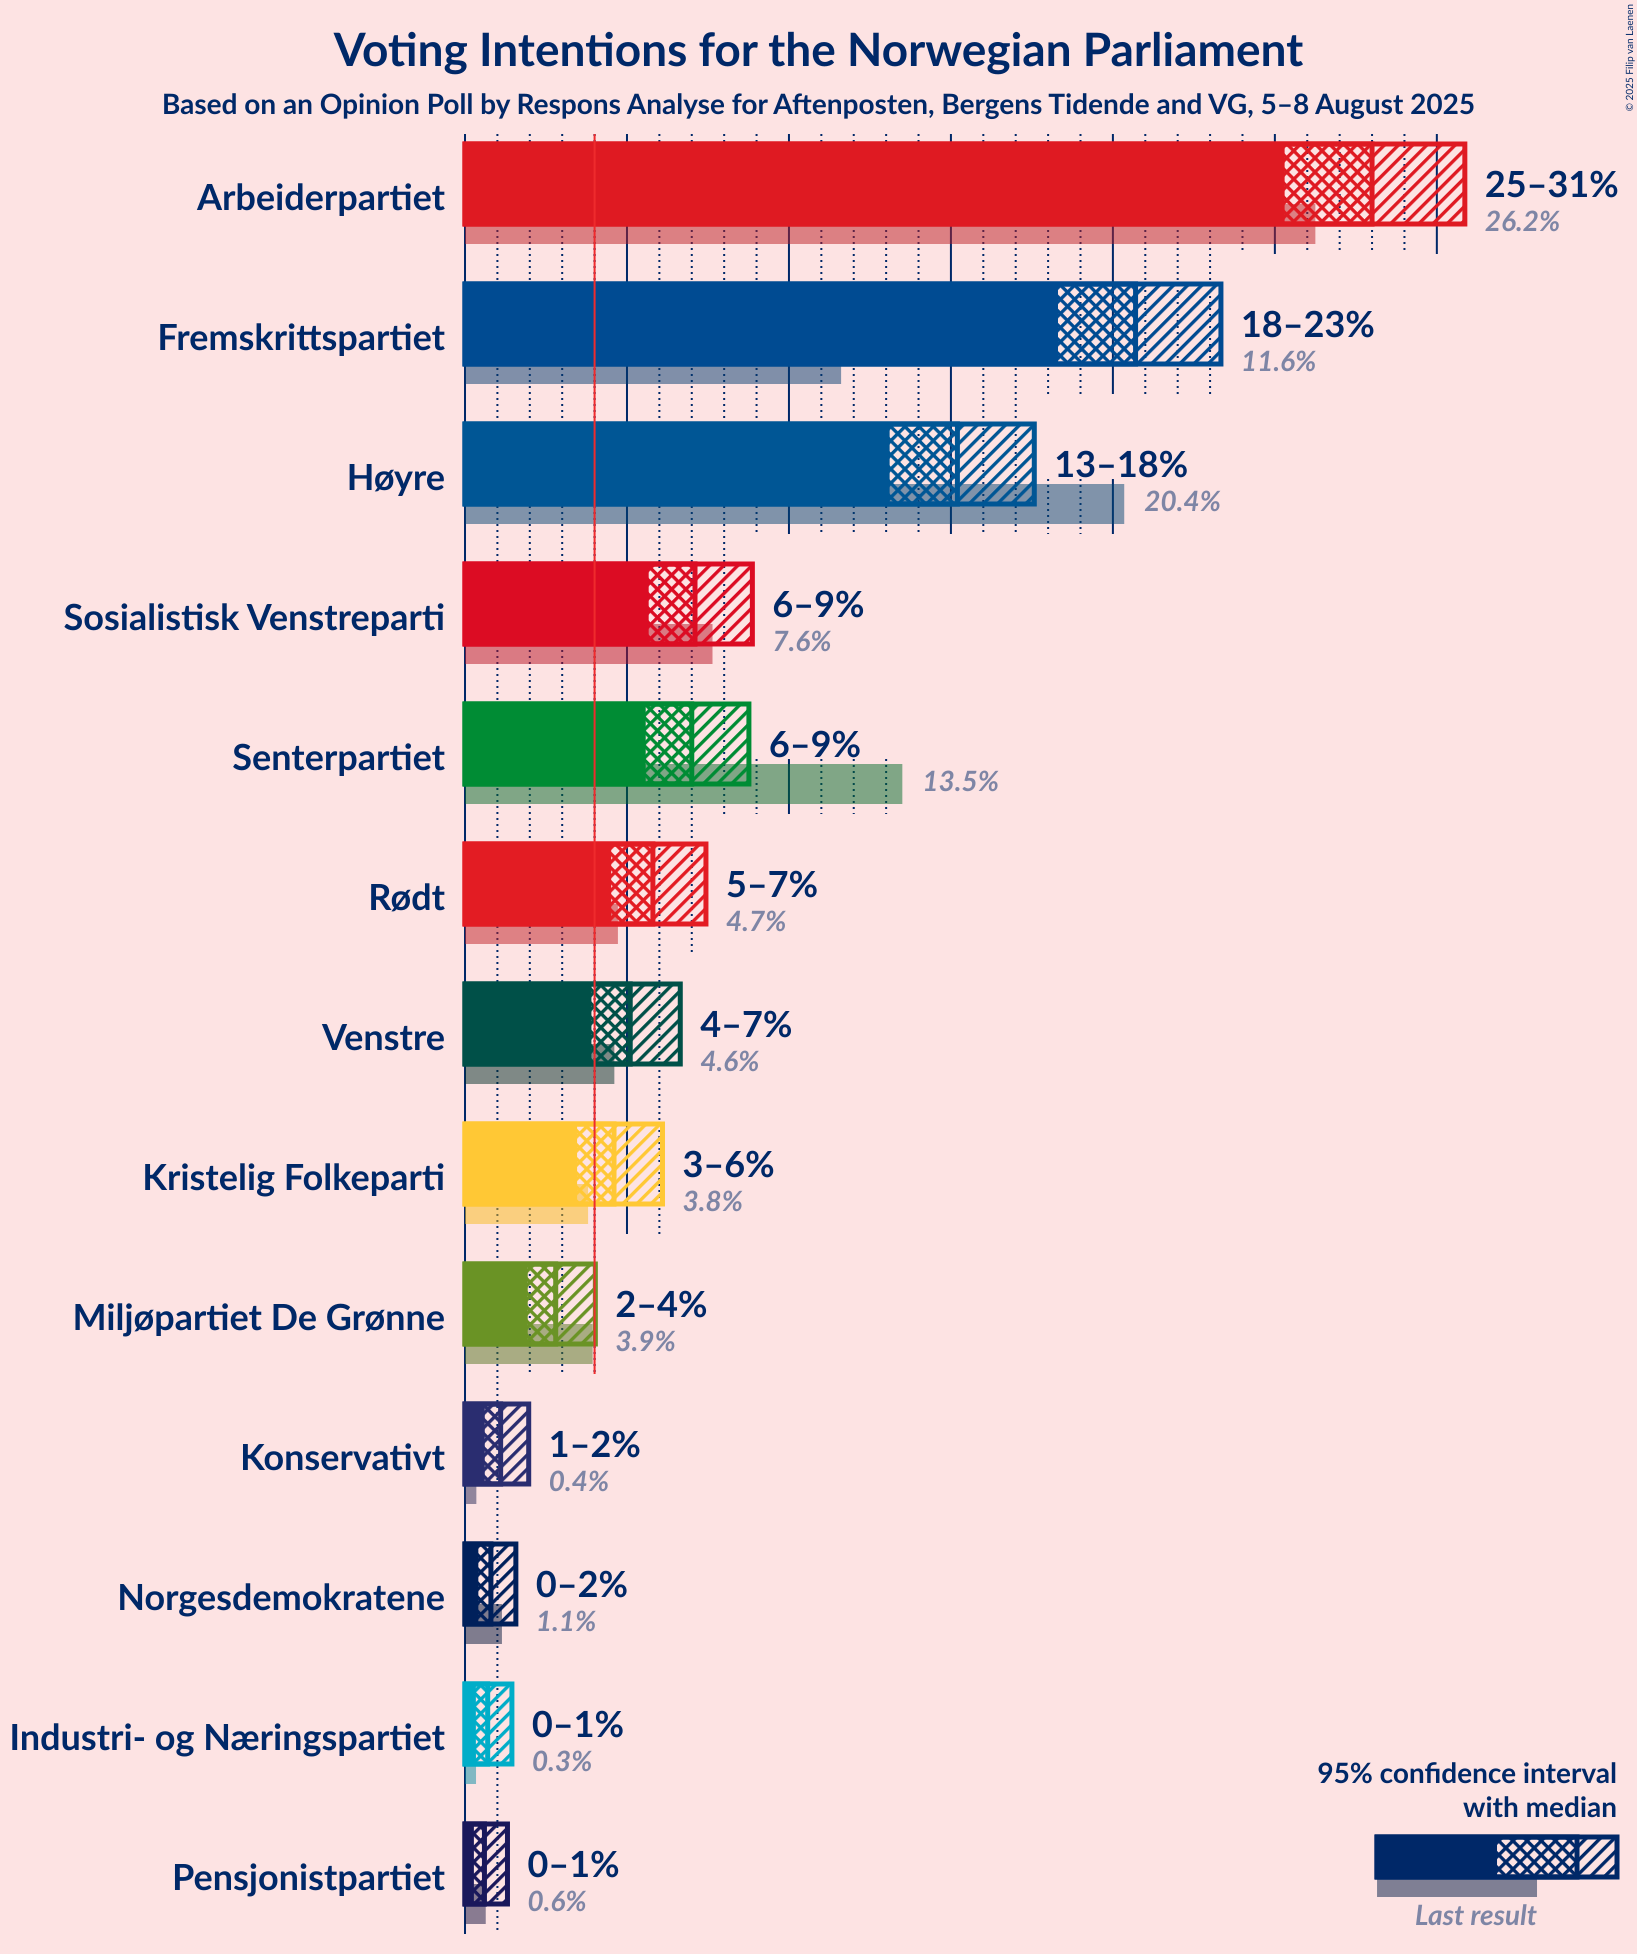 Voting Intentions for the Norwegian Parliament
Based on an Opinion Poll by Respons Analyse for Aftenposten, Bergens Tidende and VG, 5–8 August 2025
© 2025 Filip van Laenen
Arbeiderpartiet
25–31%
26.2%
Fremskrittspartiet
18–23%
11.6%
Høyre
13–18%
20.4%
Sosialistisk Venstreparti
6–9%
7.6%
Senterpartiet
6–9%
13.5%
Rødt
5–7%
4.7%
Venstre
4–7%
4.6%
Kristelig Folkeparti
3–6%
3.8%
Miljøpartiet De Grønne
2–4%
3.9%
Konservativt
1–2%
0.4%
Norgesdemokratene
0–2%
1.1%
Industri- og Næringspartiet
0–1%
0.3%
Pensjonistpartiet
0–1%
0.6%
95% confidence interval
with median
Last result